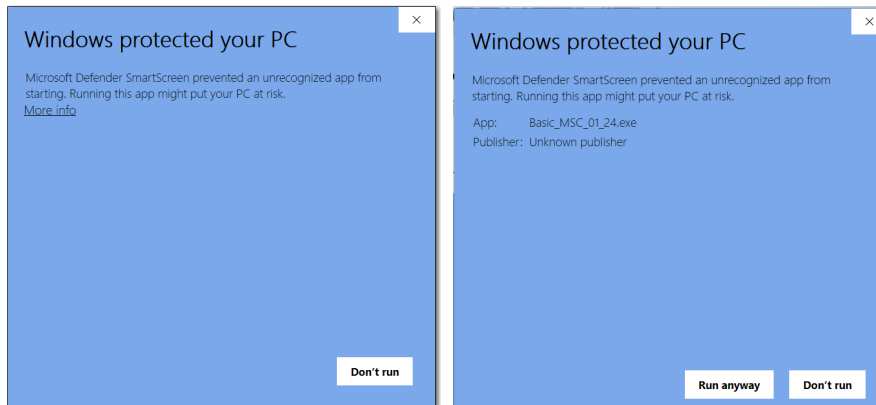 Windows protected your PC
Microsoft Defender SmartScreen prevented an unrecognized app from
starting. Running this app might put your PC at risk.
More info
Don't run
Windows protected your PC
Microsoft Defender SmartScreen prevented an unrecognized app from
starting. Running this app might put your PC at risk.
App: Basic_MSC_01_24.exe
Publisher: Unknown publisher
Run anyway Don't run